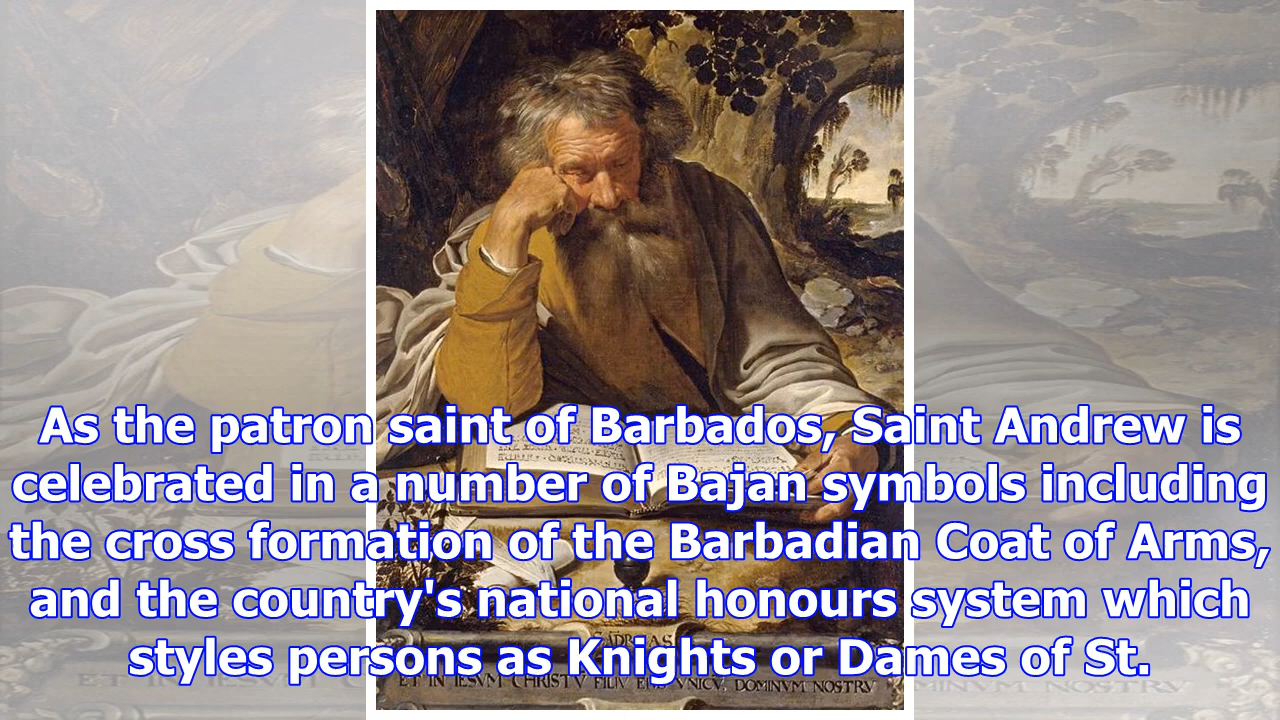 As the patron saint of Barbados, Saint Andrew is
celebrated in a number of Bajan symbols including
the cross formation of the Barbadian Coat of Arms,
and the country's national honours system which
styles persons as Knights or Dames of St.
ET IN IESVM CHRISTV FILIV EIVS VNICV, DOMINVM NOSTRV